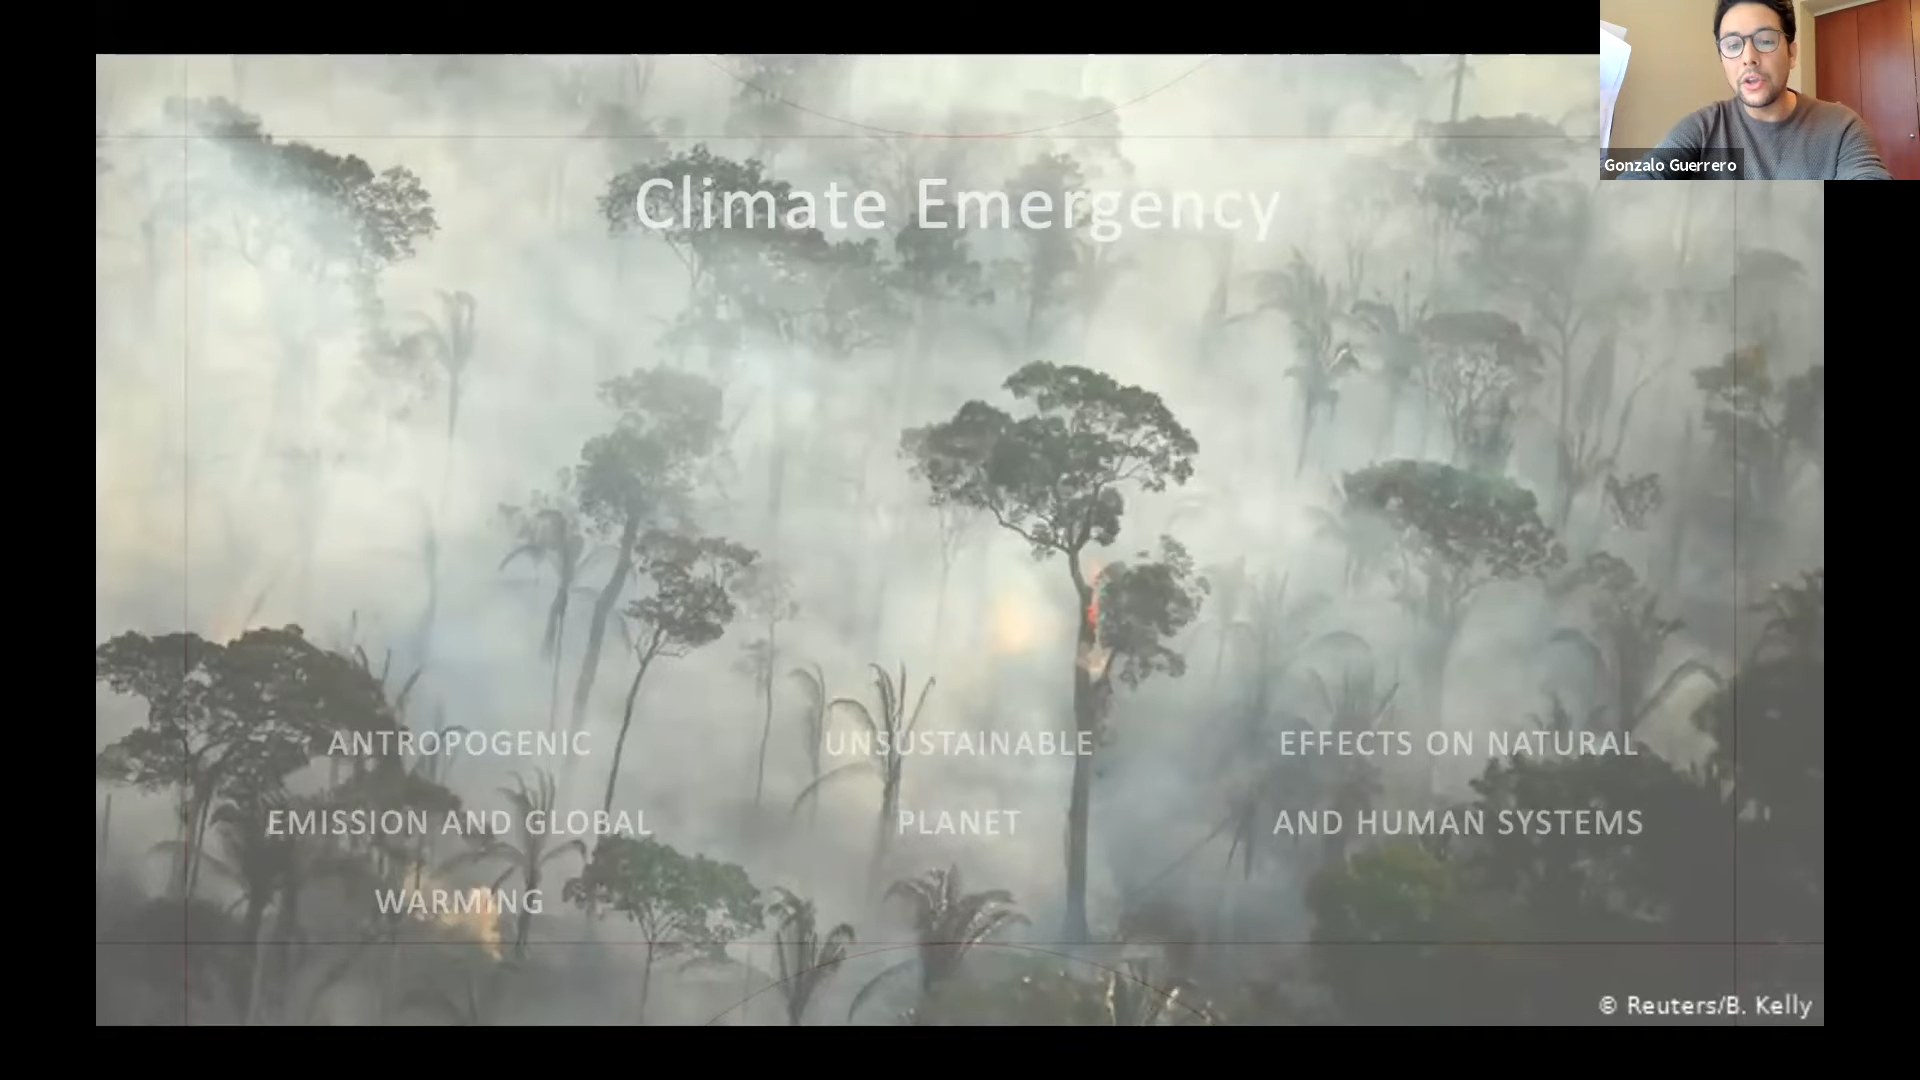 Gonzalo Guerrero
Climate Emergency
ANTROPOGENIC
EMISSION AND GLOBAL
WARMING
UNSUSTAINABLE
PLANET
EFFECTS ON NATURAL
AND HUMAN SYSTEMS
© Reuters/B. Kelly